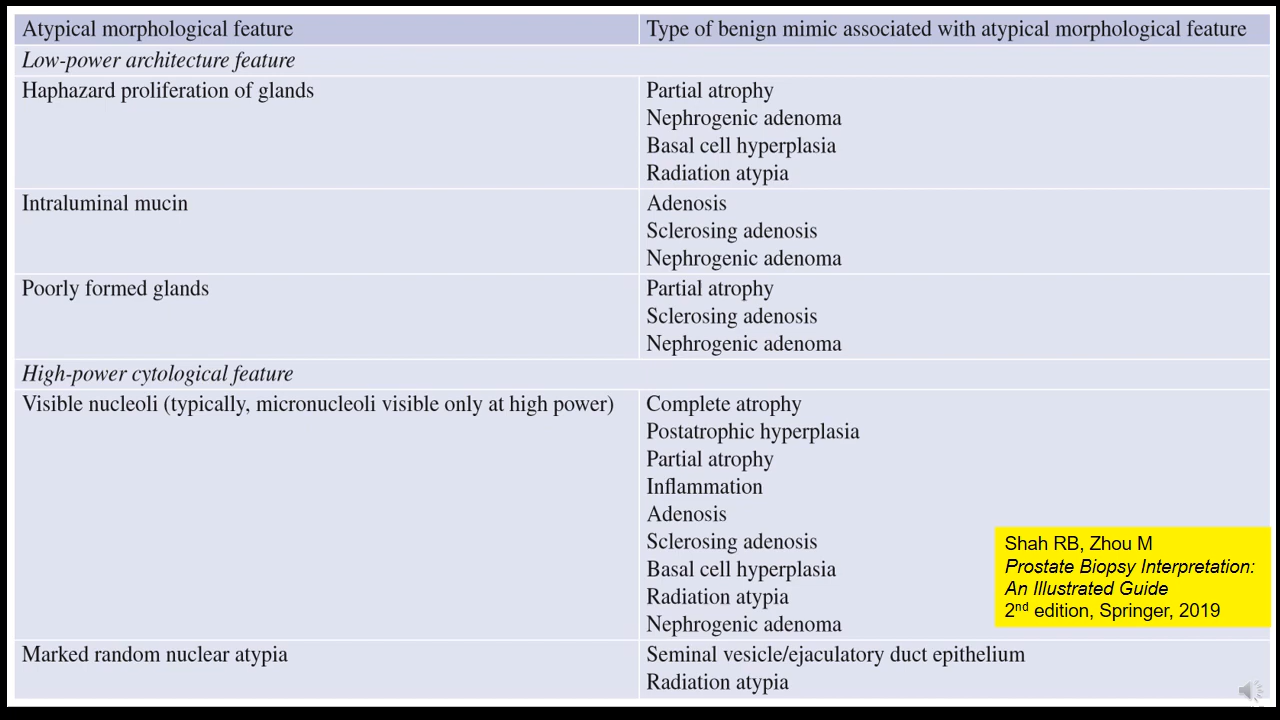 Atypical morphological feature
Type of benign mimic associated with atypical morphological feature
Low-power architecture feature
Haphazard proliferation of glands
Partial atrophy
Nephrogenic adenoma
Basal cell hyperplasia
Radiation atypia
Intraluminal mucin
Adenosis
Sclerosing adenosis
Nephrogenic adenoma
Poorly formed glands
Partial atrophy
Sclerosing adenosis
Nephrogenic adenoma
High-power cytological feature
Visible nucleoli (typically, micronucleoli visible only at high power)
Complete atrophy
Postatrophic hyperplasia
Partial atrophy
Inflammation
Adenosis
Sclerosing adenosis
Basal cell hyperplasia
Radiation atypia
Nephrogenic adenoma
Marked random nuclear atypia
Seminal vesicle/ejaculatory duct epithelium
Radiation atypia
Shah RB, Zhou M
Prostate Biopsy Interpretation:
An Illustrated Guide
2nd edition, Springer, 2019